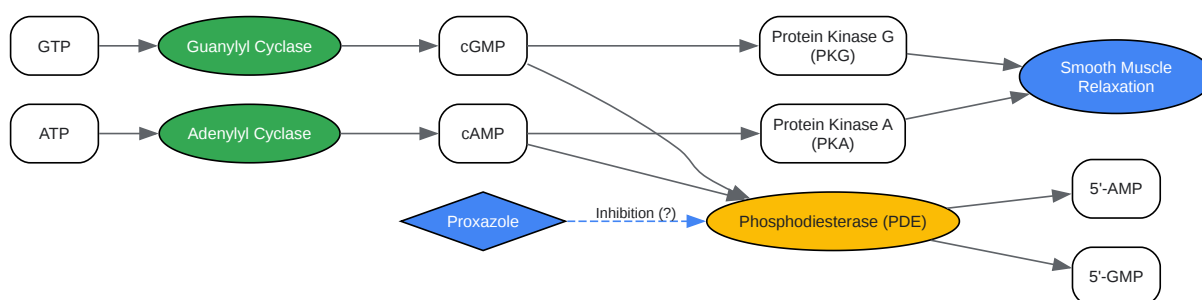 GTP
Guanylyl Cyclase
cGMP
Protein Kinase G
(PKG)
Smooth Muscle
Relaxation
ATP
Adenylyl Cyclase
cAMP
Protein Kinase A
(PKA)
5'-AMP
Proxazole
Inhibition (?)
Phosphodiesterase (PDE)
5'-GMP